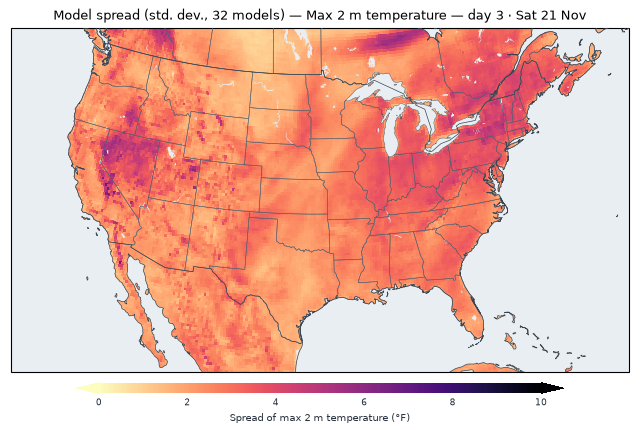 Model spread (std. dev., 32 models) — Max 2 m temperature — day 3 · Sat 21 Nov
0 2 4 6 8 10
Spread of max 2 m temperature (°F)